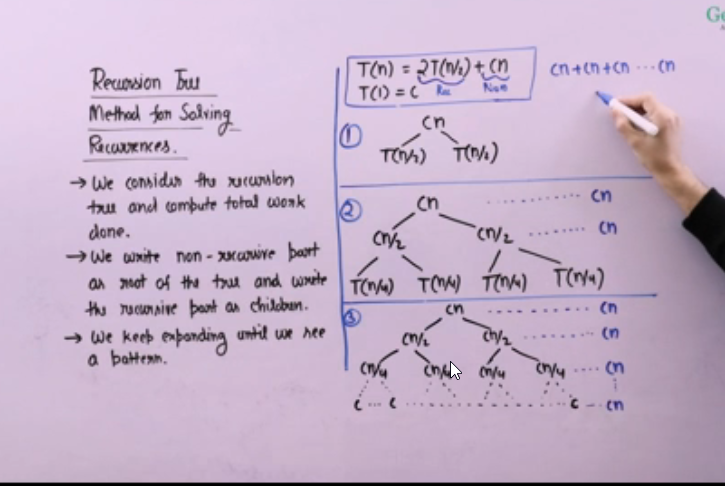 Recursion Tree
Method for Solving
Recurrences.
→ We consider the recursion
tree and compute total work
done.
→ We write non-recursive part
as root of the tree and write
the recursive part as children.
→ We keep expanding until we see
a pattern.
T(n) = 2T(n/2) + cn
Rec Non
T(1) = C
cn+cn+cn ... cn
1
cn
T(n/2) T(n/2)
2
cn ......... cn
cn/2 cn/2 ....... cn
T(n/4) T(n/4) T(n/4) T(n/4)
3
cn ......... cn
cn/2 cn/2 ....... cn
cn/4 cn/4 cn/4 cn/4 .... cn
c ... c ......... c ... cn